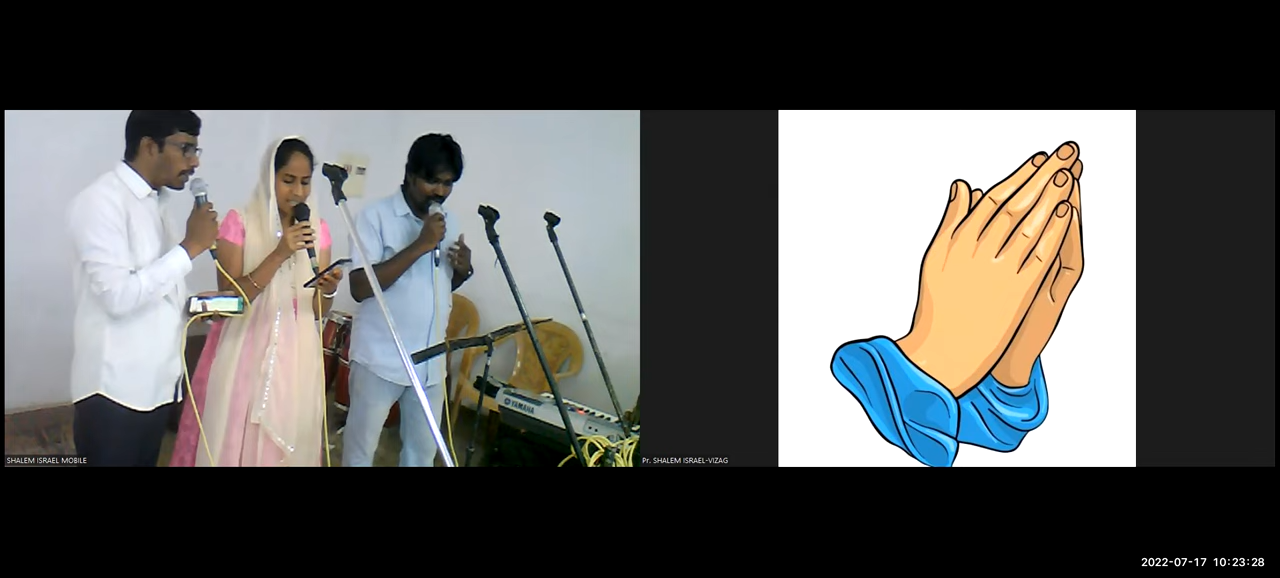 YAMAHA
SHALEM ISRAEL MOBILE
Pr. SHALEM ISRAEL-VIZAG
2022-07-17 10:23:28